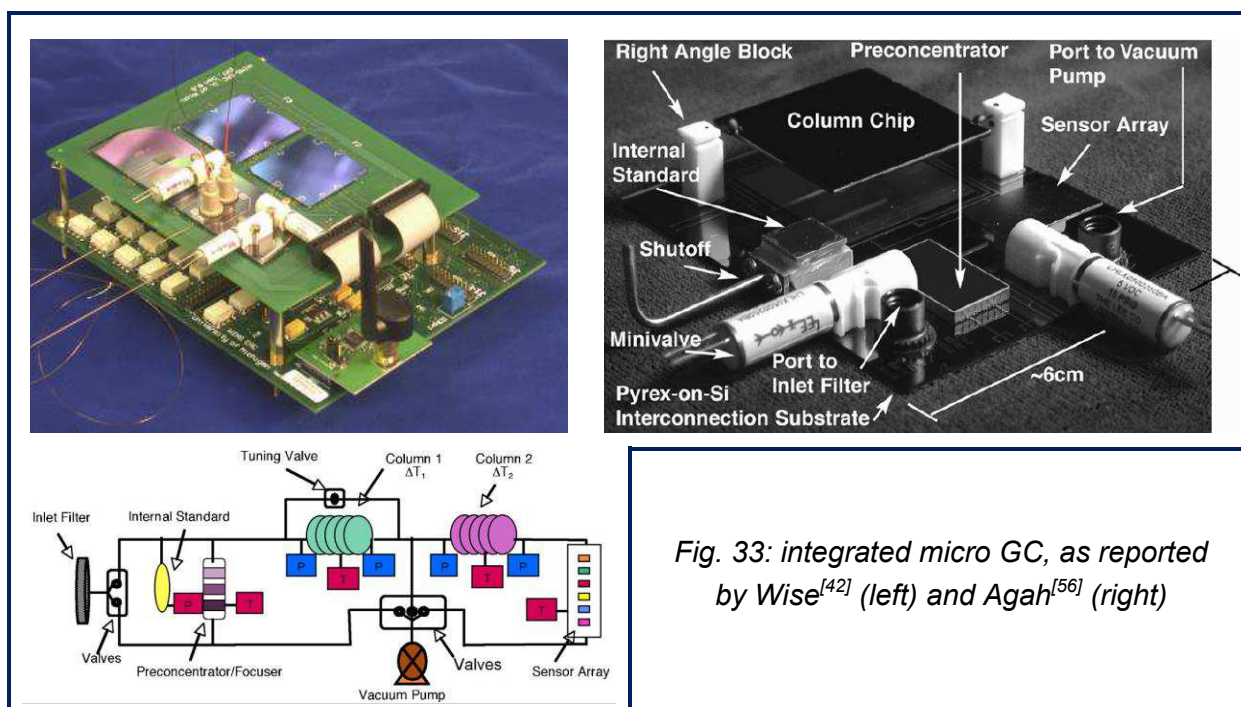 Right Angle Block
Preconcentrator
Port to Vacuum
Pump
Column Chip
Sensor Array
Internal
Standard
Shutoff
Minivalve
Port to
Inlet Filter
~6cm
Pyrex-on-Si
Interconnection Substrate
Tuning Valve
Column 1
ΔT1
Column 2
ΔT2
Inlet Filter
Internal Standard
P
P
P
P
P
T
T
T
T
Valves
Preconcentrator/Focuser
Valves
Vacuum Pump
Sensor Array
Fig. 33: integrated micro GC, as reported
by Wise[42] (left) and Agah[56] (right)